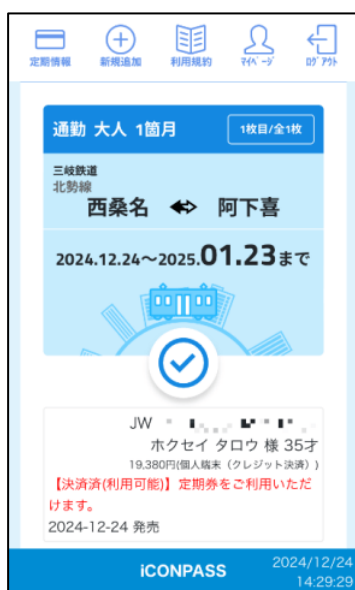 定期情報 新規追加 利用規約 ﾏｲﾍﾟｰｼﾞ ﾛｸﾞｱｳﾄ
通勤 大人 1箇月 1枚目/全1枚
三岐鉄道
北勢線
西桑名 阿下喜
2024.12.24〜2025.01.23まで
JW
ホクセイ タロウ 様 35才
19,380円(個人端末（クレジット決済）)
【決済済(利用可能)】定期券をご利用いただ
けます。
2024-12-24 発売
iCONPASS 2024/12/24
14:29:29